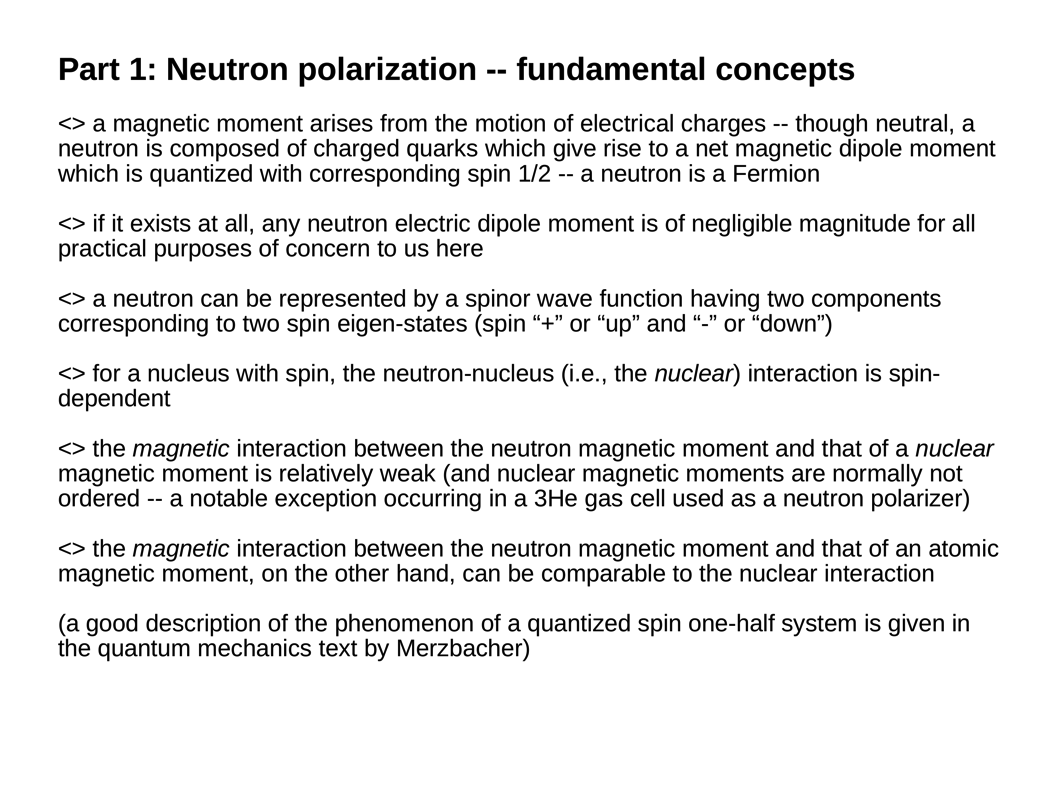 Part 1: Neutron polarization -- fundamental concepts
<> a magnetic moment arises from the motion of electrical charges -- though neutral, a
neutron is composed of charged quarks which give rise to a net magnetic dipole moment
which is quantized with corresponding spin 1/2 -- a neutron is a Fermion
<> if it exists at all, any neutron electric dipole moment is of negligible magnitude for all
practical purposes of concern to us here
<> a neutron can be represented by a spinor wave function having two components
corresponding to two spin eigen-states (spin “+” or “up” and “-” or “down”)
<> for a nucleus with spin, the neutron-nucleus (i.e., the nuclear) interaction is spin-
dependent
<> the magnetic interaction between the neutron magnetic moment and that of a nuclear
magnetic moment is relatively weak (and nuclear magnetic moments are normally not
ordered -- a notable exception occurring in a 3He gas cell used as a neutron polarizer)
<> the magnetic interaction between the neutron magnetic moment and that of an atomic
magnetic moment, on the other hand, can be comparable to the nuclear interaction
(a good description of the phenomenon of a quantized spin one-half system is given in
the quantum mechanics text by Merzbacher)